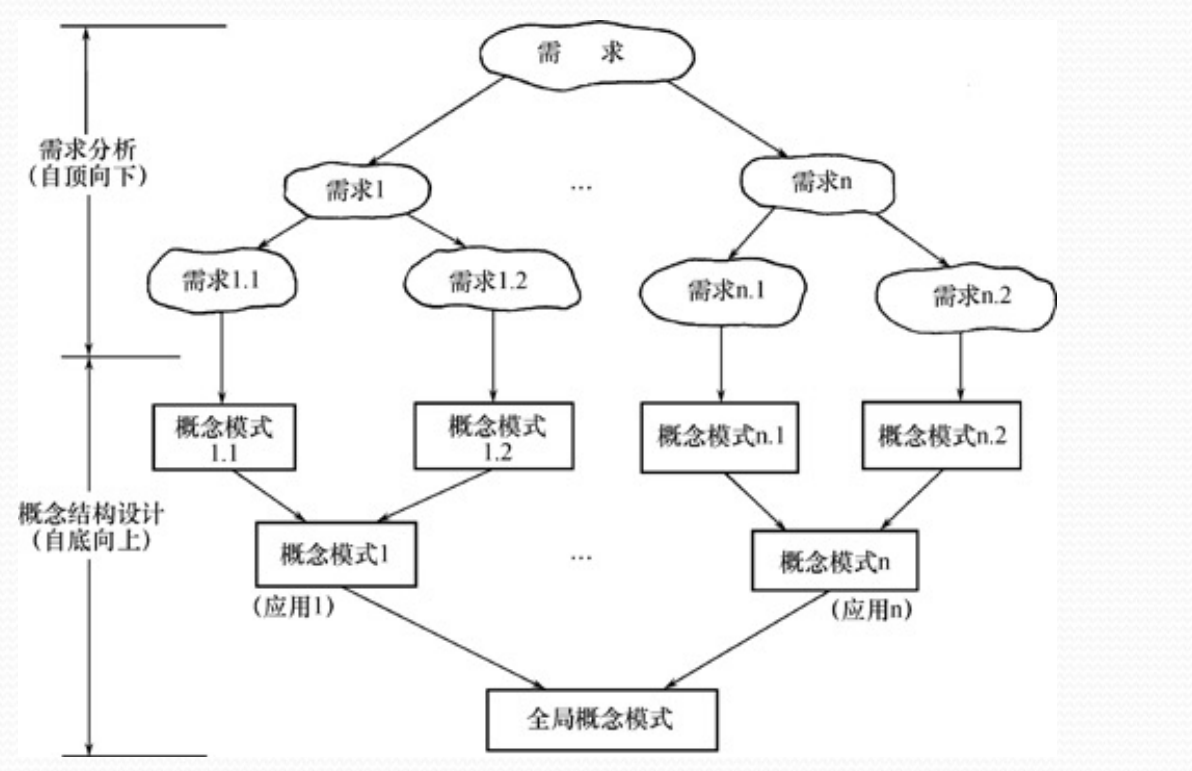 需 求
需求分析
(自顶向下)
需求1
…
需求n
需求1.1
需求1.2
需求n.1
需求n.2
概念模式
1.1
概念模式
1.2
概念模式n.1
概念模式n.2
概念结构设计
(自底向上)
概念模式1
…
概念模式n
(应用1)
(应用n)
全局概念模式